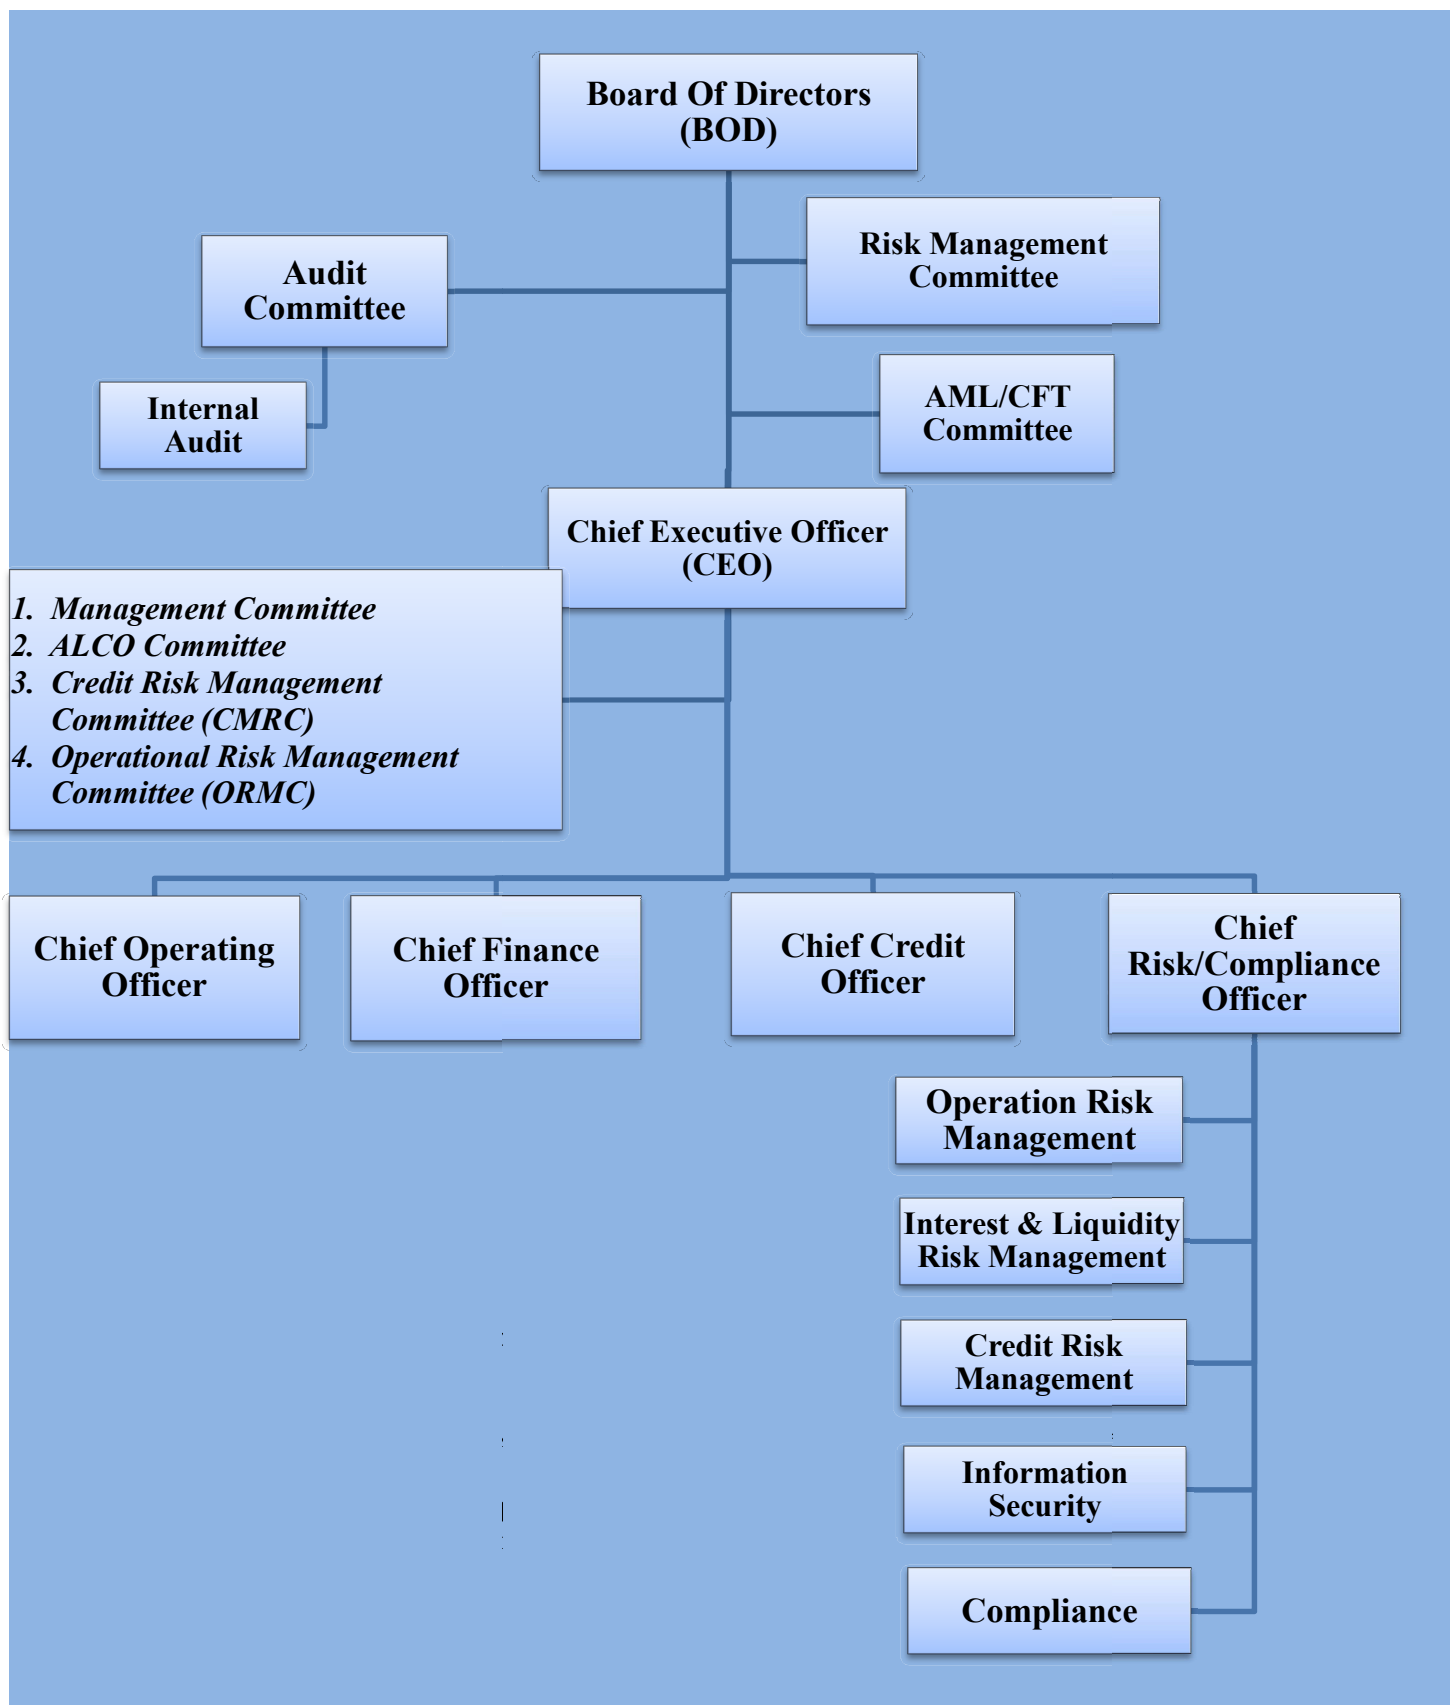 Board Of Directors
(BOD)
Risk Management
Committee
Audit
Committee
AML/CFT
Committee
Internal
Audit
Chief Executive Officer
(CEO)
1. Management Committee
2. ALCO Committee
3. Credit Risk Management
Committee (CMRC)
4. Operational Risk Management
Committee (ORMC)
Chief Operating
Officer
Chief Finance
Officer
Chief Credit
Officer
Chief
Risk/Compliance
Officer
Operation Risk
Management
Interest & Liquidity
Risk Management
Credit Risk
Management
Information
Security
Compliance